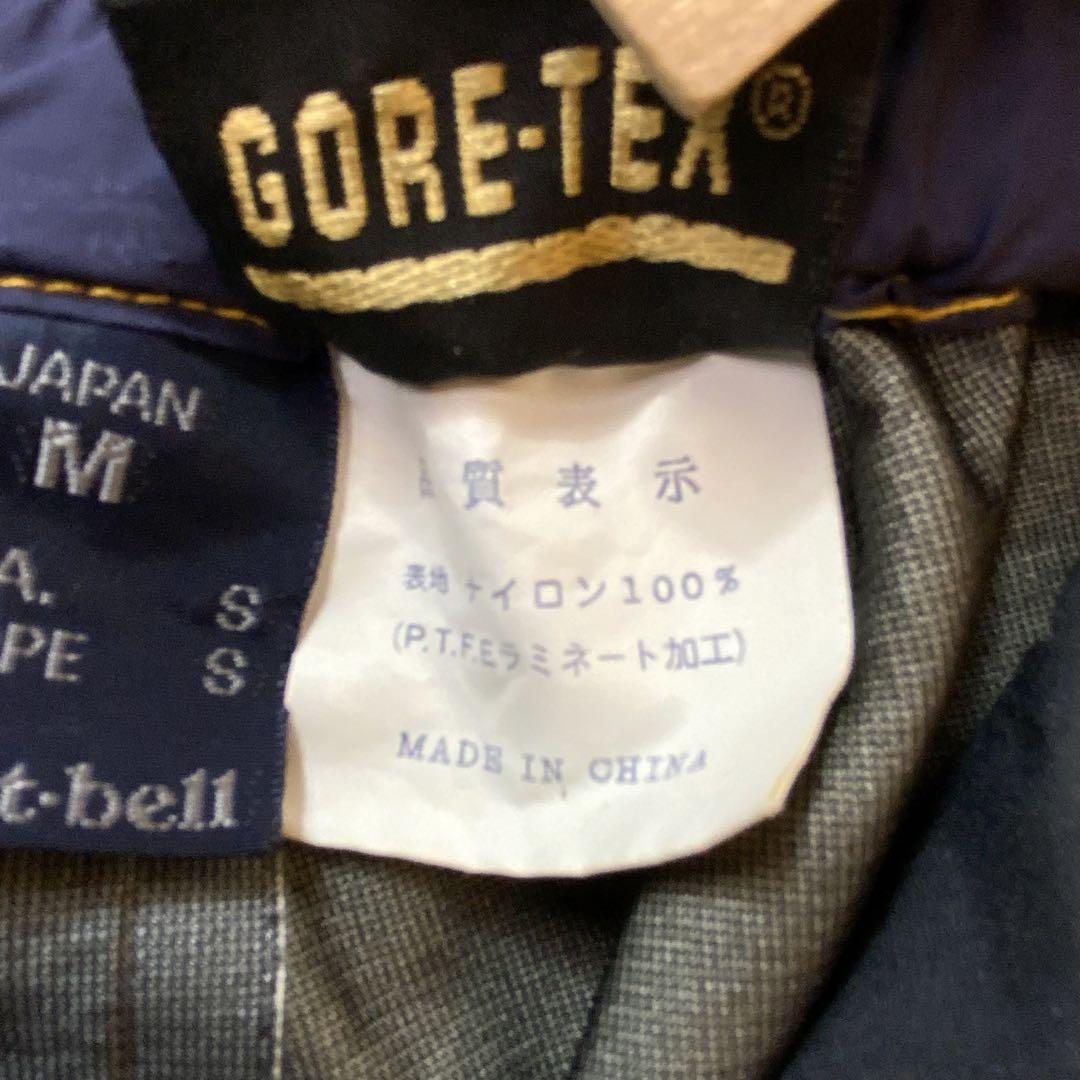 GORE-TEX®
JAPAN
M
A. S
PE S
t·bell
質表示
表地 ナイロン100%
(P.T.F.E.ラミネート加工)
MADE IN CHINA